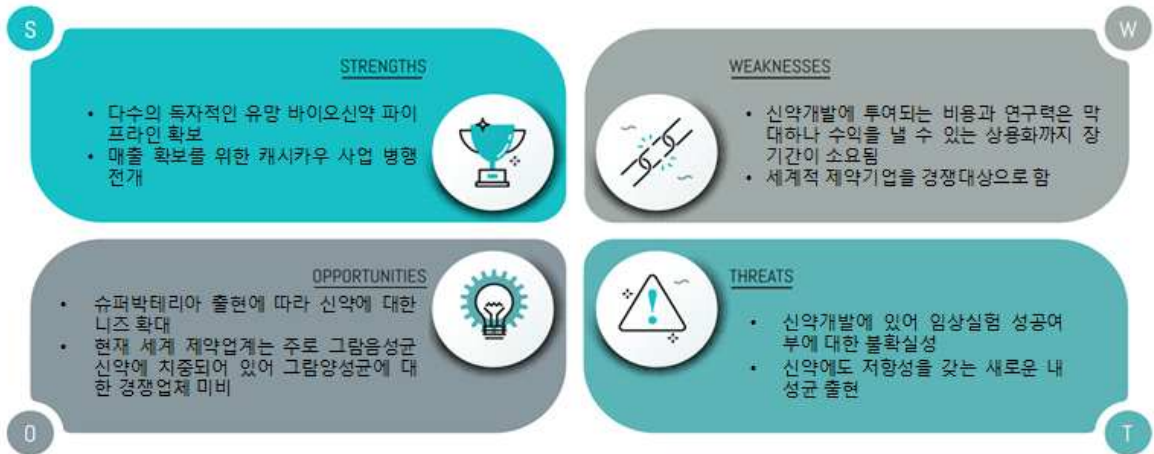 S
STRENGTHS
• 다수의 독자적인 유망 바이오신약 파이
프라인 확보
• 매출 확보를 위한 캐시카우 사업 병행
전개
W
WEAKNESSES
• 신약개발에 투여되는 비용과 연구력은 막
대하나 수익을 낼 수 있는 상용화까지 장
기간이 소요됨
• 세계적 제약기업을 경쟁대상으로 함
OPPORTUNITIES
• 슈퍼박테리아 출현에 따라 신약에 대한
니즈 확대
• 현재 세계 제약업계는 주로 그람음성균
신약에 치중되어 있어 그람양성균에 대
한 경쟁업체 미비
O
THREATS
• 신약개발에 있어 임상실험 성공여
부에 대한 불확실성
• 신약에도 저항성을 갖는 새로운 내
성균 출현
T